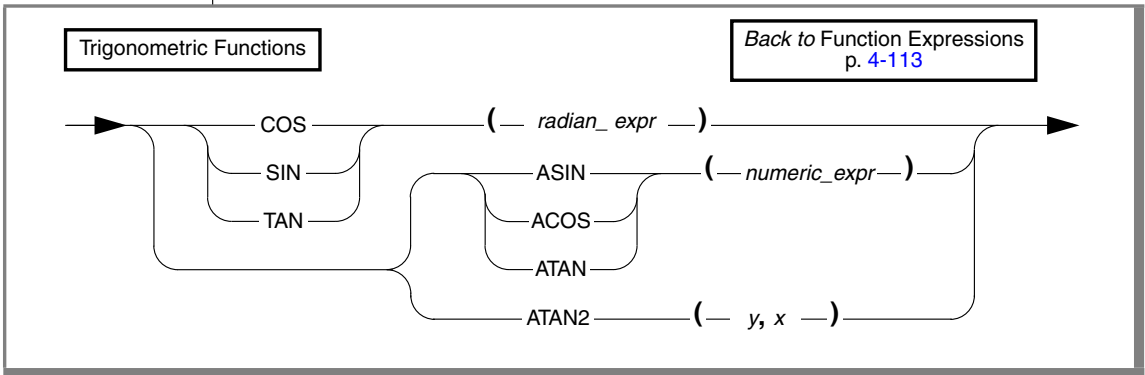 Trigonometric Functions
Back to Function Expressions
p. 4-113
COS ( radian_ expr )
SIN
TAN
ASIN ( numeric_expr )
ACOS
ATAN
ATAN2 ( y, x )